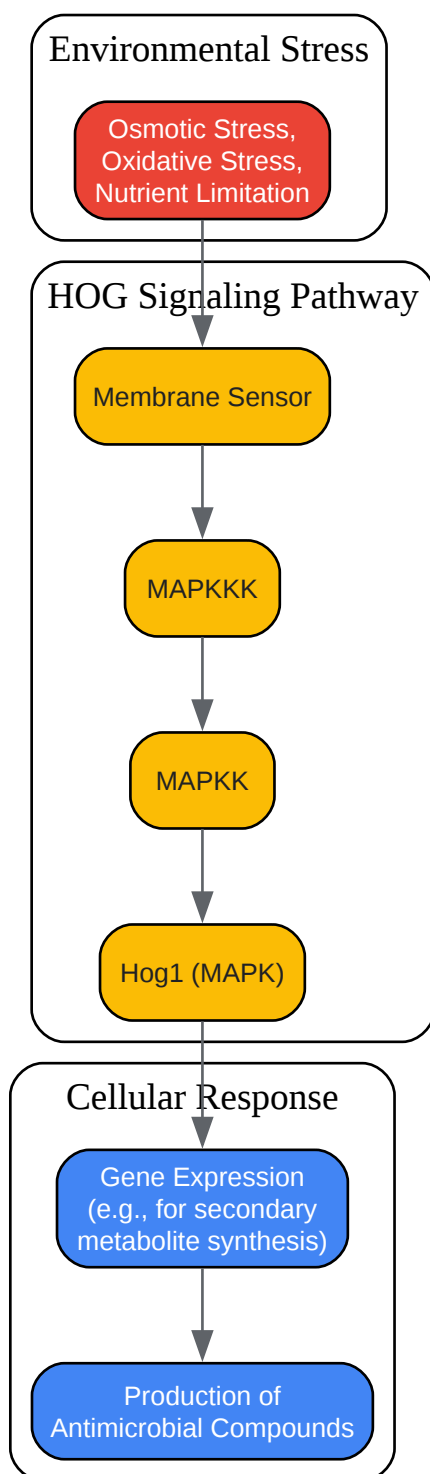 Environmental Stress
Osmotic Stress,
Oxidative Stress,
Nutrient Limitation
HOG Signaling Pathway
Membrane Sensor
MAPKKK
MAPKK
Hog1 (MAPK)
Cellular Response
Gene Expression
(e.g., for secondary
metabolite synthesis)
Production of
Antimicrobial Compounds